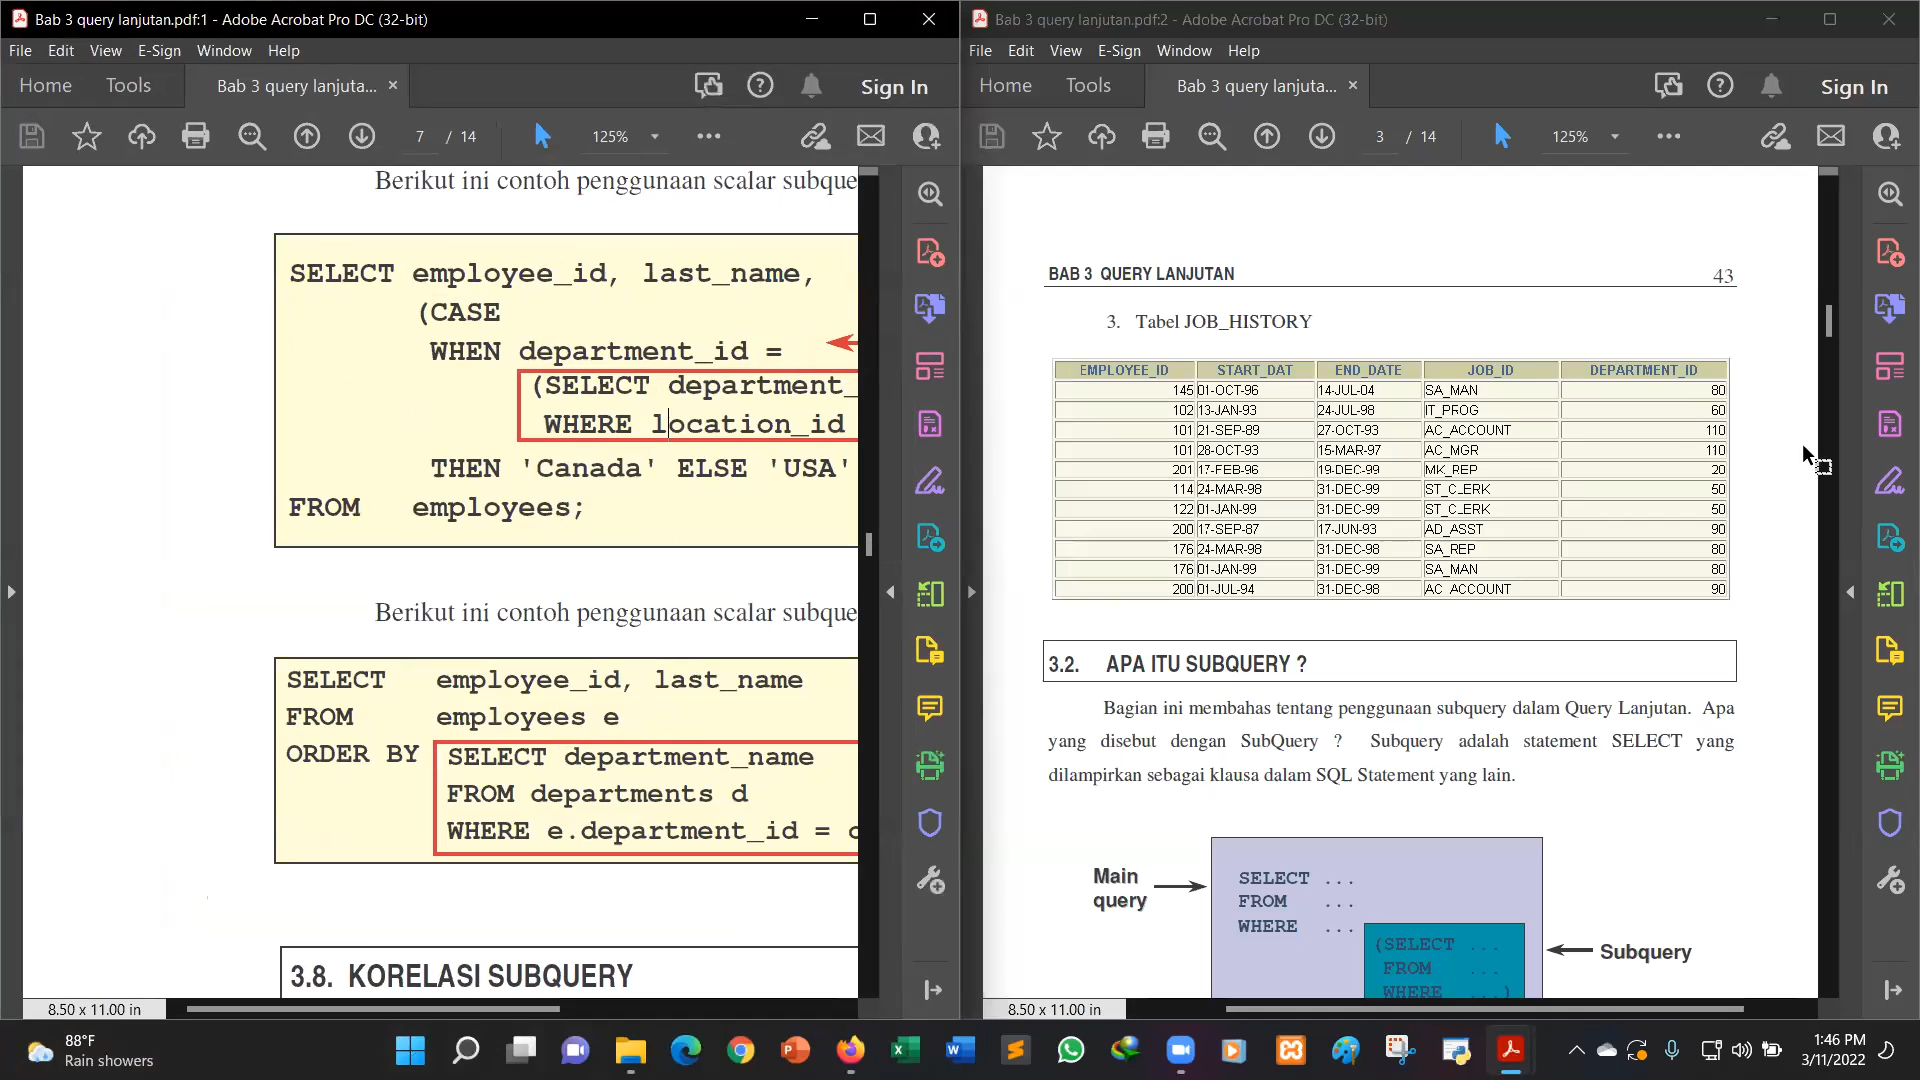 Bab 3 query lanjutan.pdf:1 - Adobe Acrobat Pro DC (32-bit)
File Edit View E-Sign Window Help
Home Tools Bab 3 query lanjuta... × Sign In
7 / 14 125%
Berikut ini contoh penggunaan scalar subque
SELECT employee_id, last_name,
(CASE
WHEN department_id =
(SELECT department_
WHERE location_id
THEN 'Canada' ELSE 'USA'
FROM employees;
Berikut ini contoh penggunaan scalar subque
SELECT employee_id, last_name
FROM employees e
ORDER BY SELECT department_name
FROM departments d
WHERE e.department_id =
3.8. KORELASI SUBQUERY
8.50 x 11.00 in
Bab 3 query lanjutan.pdf:2 - Adobe Acrobat Pro DC (32-bit)
File Edit View E-Sign Window Help
Home Tools Bab 3 query lanjuta... × Sign In
3 / 14 125%
BAB 3 QUERY LANJUTAN 43
3. Tabel JOB_HISTORY
EMPLOYEE_ID START_DAT END_DATE JOB_ID DEPARTMENT_ID
145 01-OCT-96 14-JUL-04 SA_MAN 80
102 13-JAN-93 24-JUL-98 IT_PROG 60
101 21-SEP-89 27-OCT-93 AC_ACCOUNT 110
101 28-OCT-93 15-MAR-97 AC_MGR 110
201 17-FEB-96 19-DEC-99 MK_REP 20
114 24-MAR-98 31-DEC-99 ST_CLERK 50
122 01-JAN-99 31-DEC-99 ST_CLERK 50
200 17-SEP-87 17-JUN-93 AD_ASST 90
176 24-MAR-98 31-DEC-98 SA_REP 80
176 01-JAN-99 31-DEC-99 SA_MAN 80
200 01-JUL-94 31-DEC-98 AC_ACCOUNT 90
3.2. APA ITU SUBQUERY ?
Bagian ini membahas tentang penggunaan subquery dalam Query Lanjutan. Apa
yang disebut dengan SubQuery ? Subquery adalah statement SELECT yang
dilampirkan sebagai klausa dalam SQL Statement yang lain.
Main query
SELECT ...
FROM ...
WHERE ...
(SELECT ...
FROM ...
WHERE ...)
Subquery
8.50 x 11.00 in
88°F
Rain showers
1:46 PM
3/11/2022